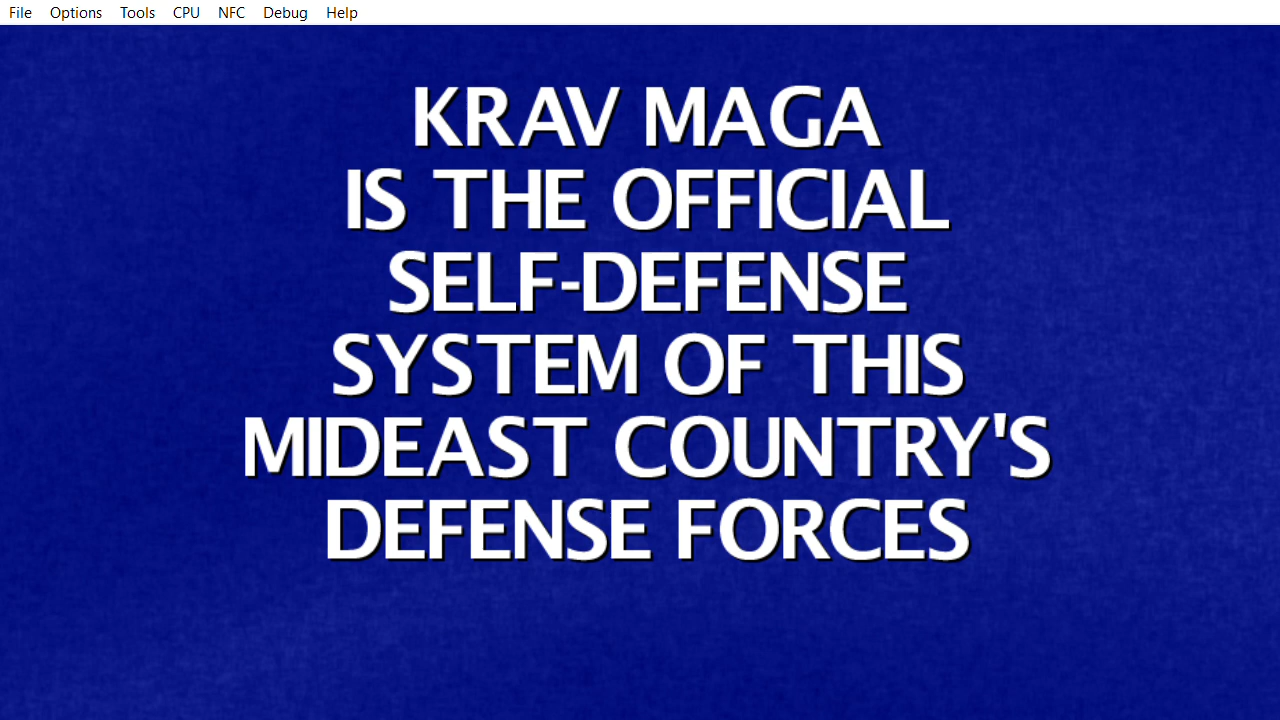 File Options Tools CPU NFC Debug Help
KRAV MAGA
IS THE OFFICIAL
SELF-DEFENSE
SYSTEM OF THIS
MIDEAST COUNTRY'S
DEFENSE FORCES